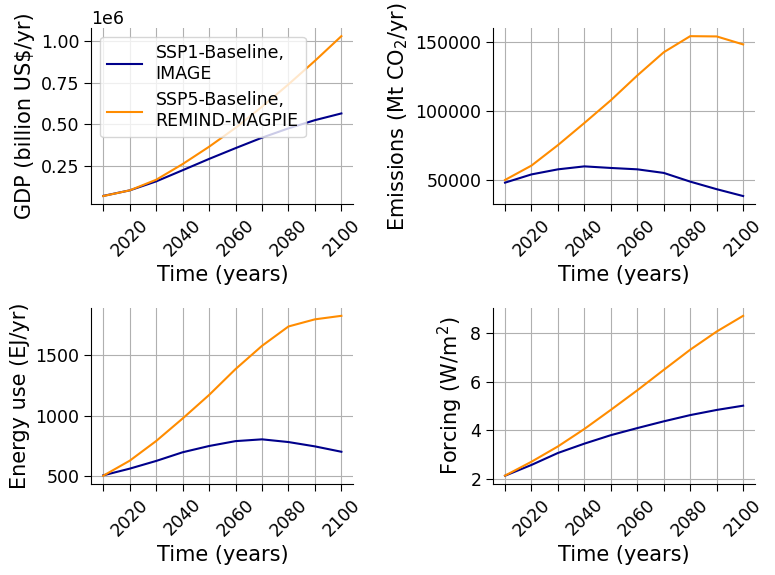 1e6
1.00
0.75
0.50
0.25
GDP (billion US$/yr)
SSP1-Baseline,
IMAGE
SSP5-Baseline,
REMIND-MAGPIE
2020
2040
2060
2080
2100
Time (years)
150000
100000
50000
Emissions (Mt CO₂/yr)
2020
2040
2060
2080
2100
Time (years)
1500
1000
500
Energy use (EJ/yr)
2020
2040
2060
2080
2100
Time (years)
8
6
4
2
Forcing (W/m²)
2020
2040
2060
2080
2100
Time (years)